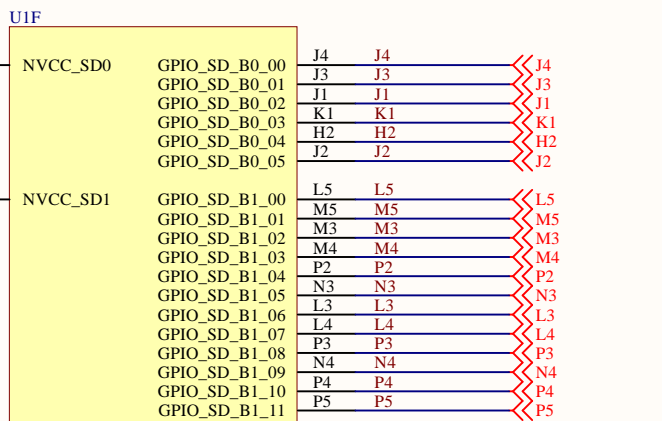 U1F
NVCC_SD0 GPIO_SD_B0_00 J4 J4 J4
GPIO_SD_B0_01 J3 J3 J3
GPIO_SD_B0_02 J1 J1 J1
GPIO_SD_B0_03 K1 K1 K1
GPIO_SD_B0_04 H2 H2 H2
GPIO_SD_B0_05 J2 J2 J2
NVCC_SD1 GPIO_SD_B1_00 L5 L5 L5
GPIO_SD_B1_01 M5 M5 M5
GPIO_SD_B1_02 M3 M3 M3
GPIO_SD_B1_03 M4 M4 M4
GPIO_SD_B1_04 P2 P2 P2
GPIO_SD_B1_05 N3 N3 N3
GPIO_SD_B1_06 L3 L3 L3
GPIO_SD_B1_07 L4 L4 L4
GPIO_SD_B1_08 P3 P3 P3
GPIO_SD_B1_09 N4 N4 N4
GPIO_SD_B1_10 P4 P4 P4
GPIO_SD_B1_11 P5 P5 P5